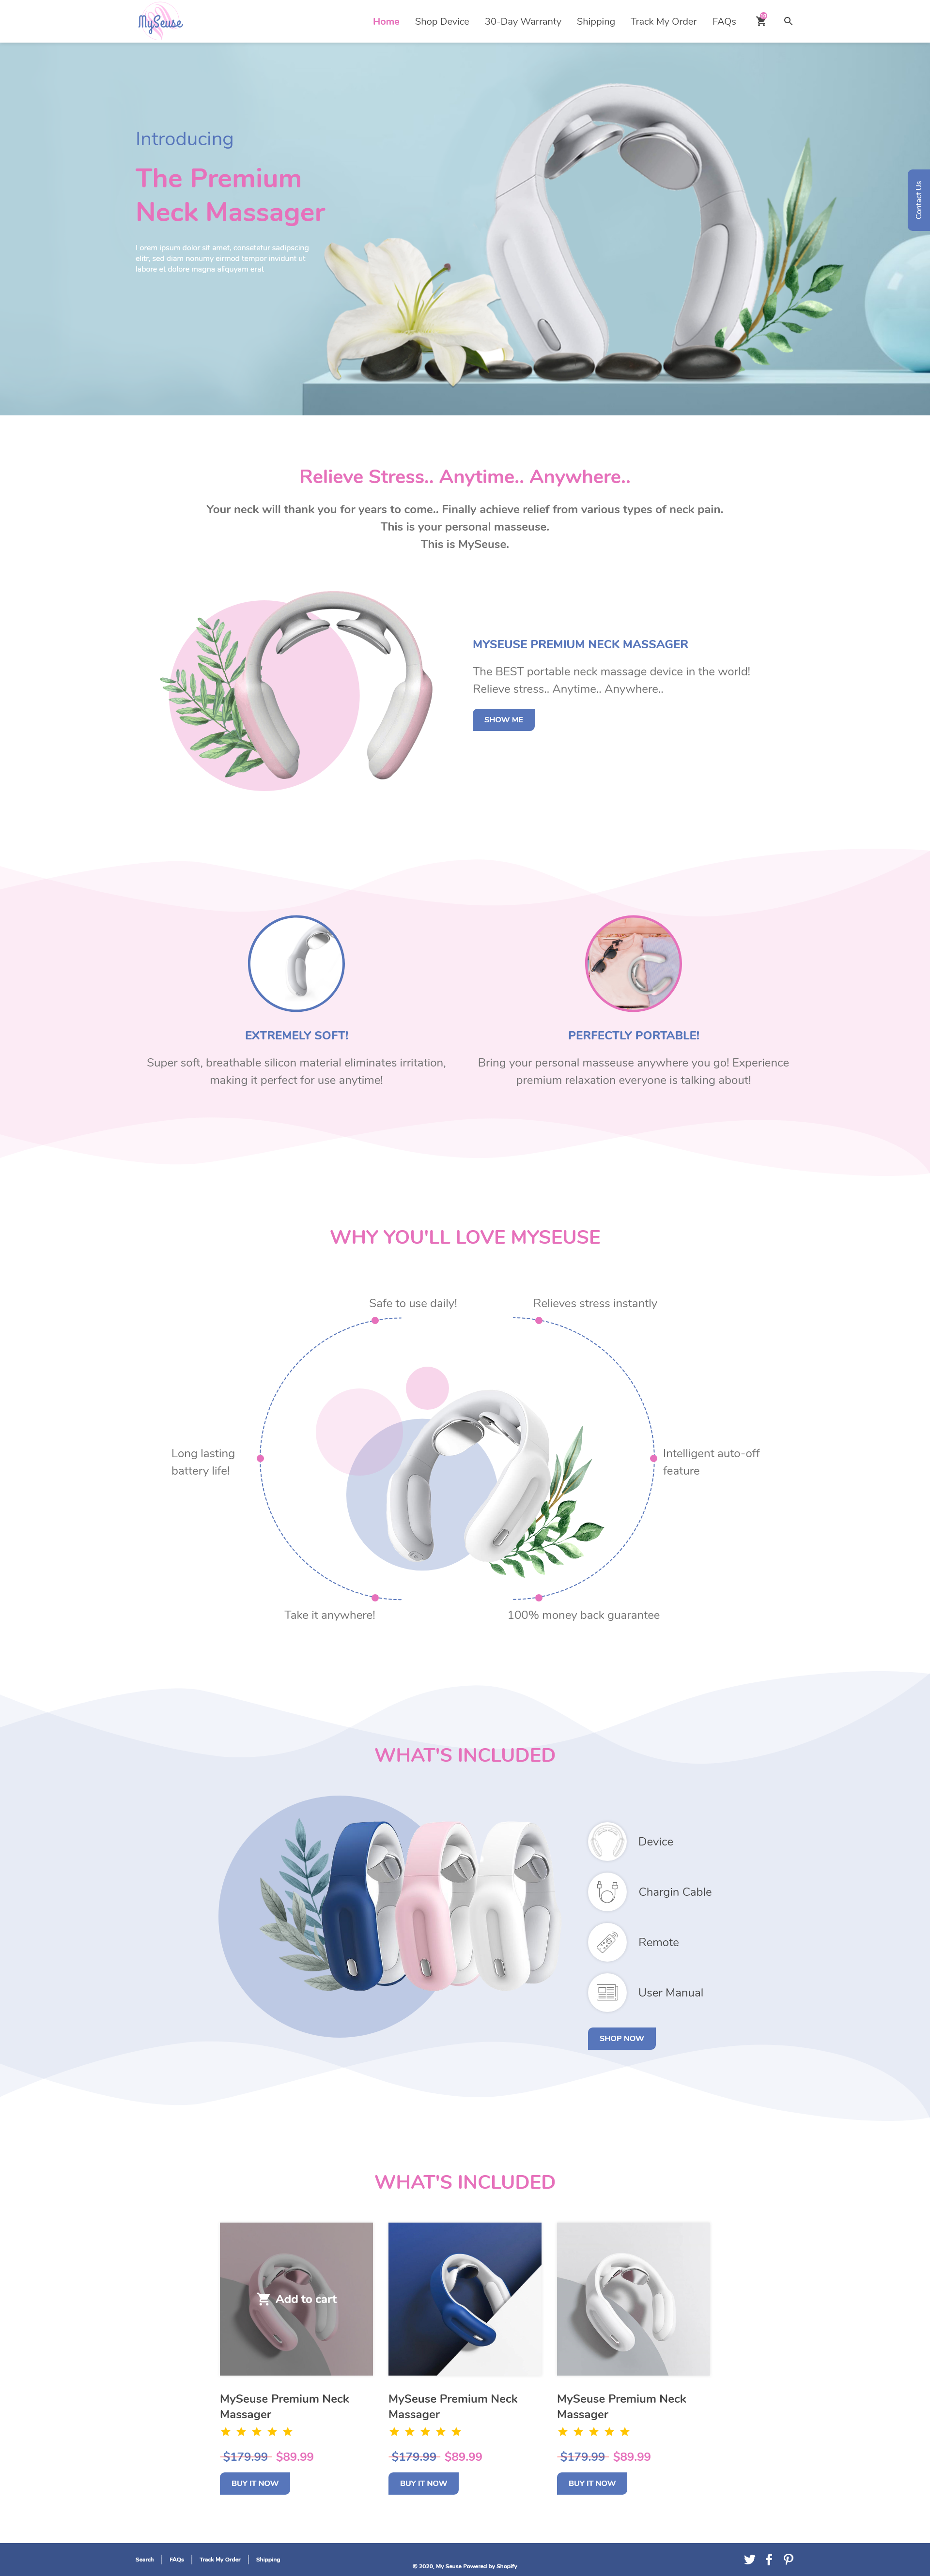 MySeuse
Home Shop Device 30-Day Warranty Shipping Track My Order FAQs
Introducing
The Premium
Neck Massager
Lorem ipsum dolor sit amet, consetetur sadipscing
elitr, sed diam nonumy eirmod tempor invidunt ut
labore et dolore magna aliquyam erat
Contact Us
Relieve Stress.. Anytime.. Anywhere..
Your neck will thank you for years to come.. Finally achieve relief from various types of neck pain.
This is your personal masseuse.
This is MySeuse.
MYSEUSE PREMIUM NECK MASSAGER
The BEST portable neck massage device in the world!
Relieve stress.. Anytime.. Anywhere..
SHOW ME
EXTREMELY SOFT!
Super soft, breathable silicon material eliminates irritation,
making it perfect for use anytime!
PERFECTLY PORTABLE!
Bring your personal masseuse anywhere you go! Experience
premium relaxation everyone is talking about!
WHY YOU'LL LOVE MYSEUSE
Safe to use daily!
Relieves stress instantly
Long lasting
battery life!
Intelligent auto-off
feature
Take it anywhere!
100% money back guarantee
WHAT'S INCLUDED
Device
Chargin Cable
Remote
User Manual
SHOP NOW
WHAT'S INCLUDED
Add to cart
MySeuse Premium Neck
Massager
$179.99 $89.99
BUY IT NOW
MySeuse Premium Neck
Massager
$179.99 $89.99
BUY IT NOW
MySeuse Premium Neck
Massager
$179.99 $89.99
BUY IT NOW
Search FAQs Track My Order Shipping
© 2020, My Seuse Powered by Shopify